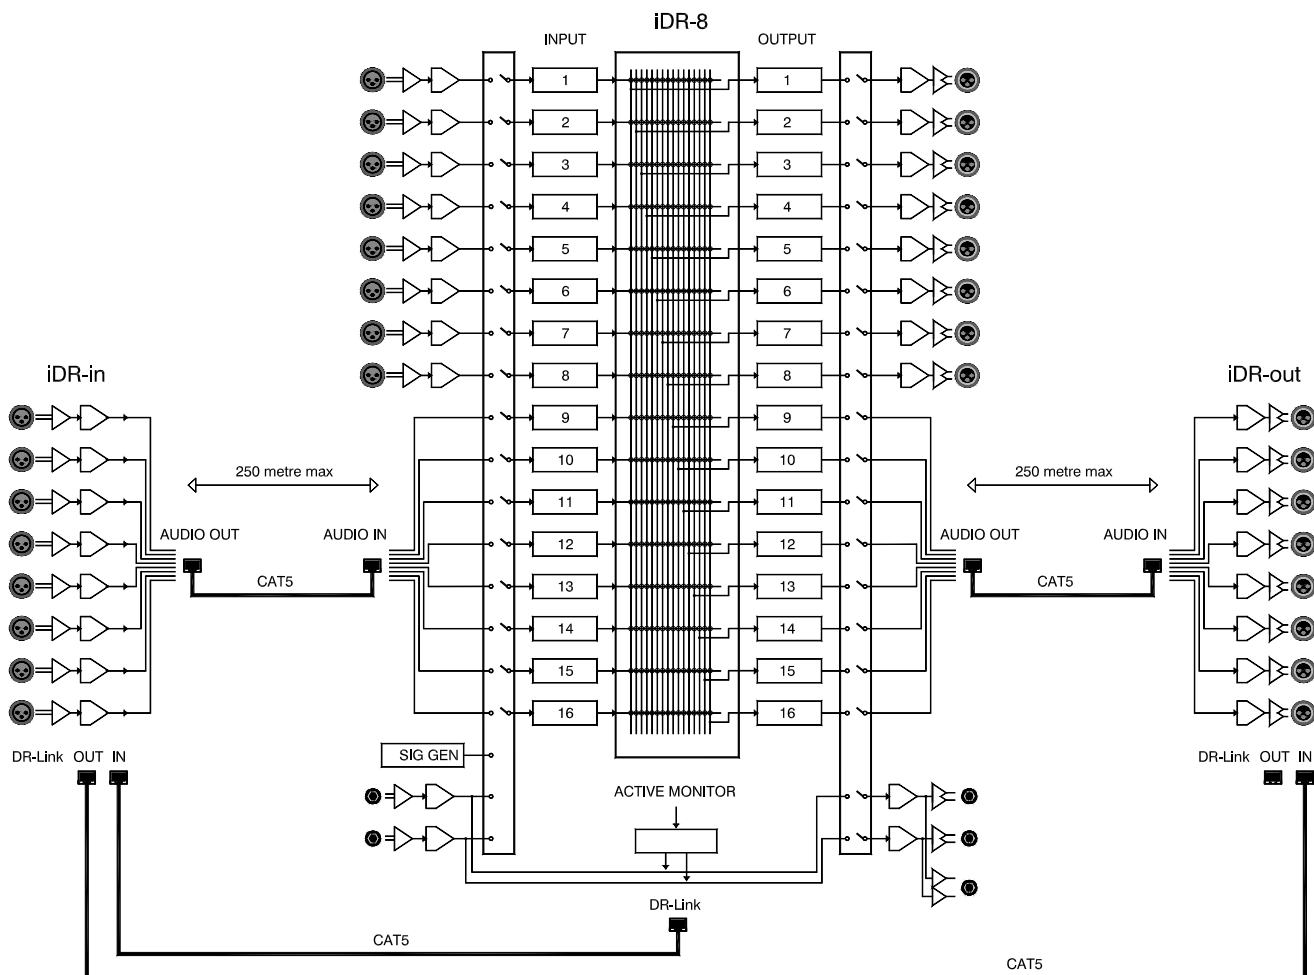 iDR-8
INPUT
OUTPUT
1
1
2
2
3
3
4
4
5
5
6
6
7
7
8
8
iDR-in
iDR-out
9
9
10
10
250 metre max
250 metre max
11
11
AUDIO OUT
AUDIO IN
12
12
AUDIO OUT
AUDIO IN
CAT5
13
13
CAT5
14
14
15
15
16
16
DR-Link OUT IN
SIG GEN
DR-Link OUT IN
ACTIVE MONITOR
DR-Link
CAT5
CAT5